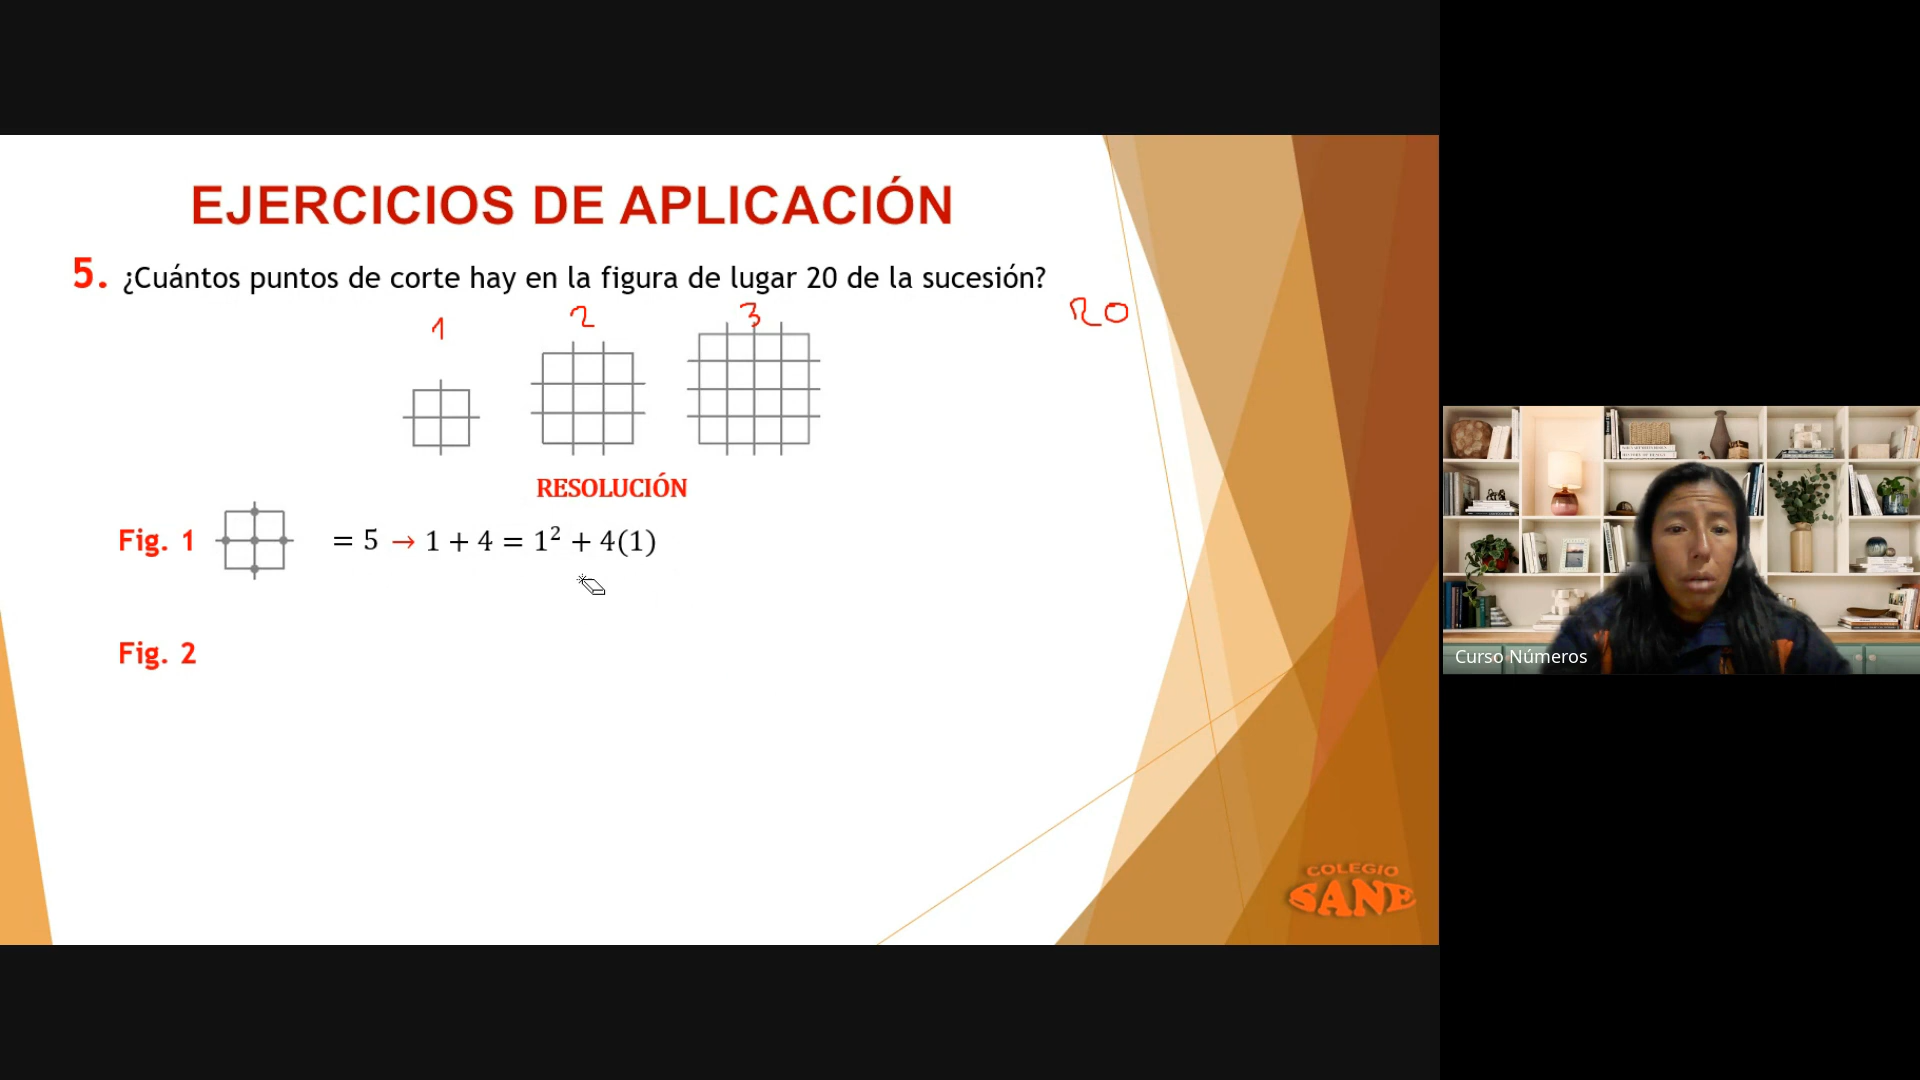 EJERCICIOS DE APLICACIÓN
5. ¿Cuántos puntos de corte hay en la figura de lugar 20 de la sucesión?
1 2 3 20
RESOLUCIÓN
Fig. 1 = 5 → 1 + 4 = 1² + 4(1)
Fig. 2
COLEGIO
SANE
Curso Números